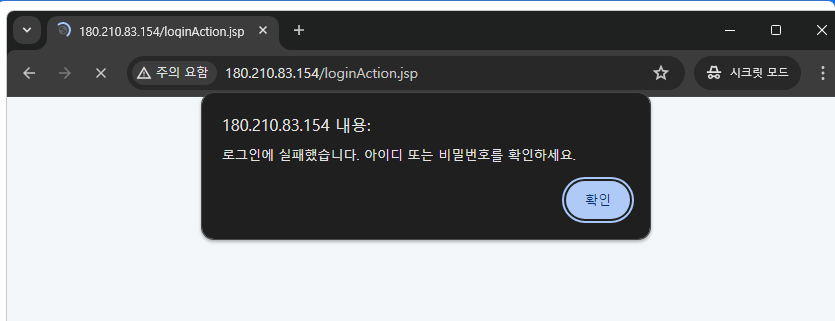 180.210.83.154/loginAction.jsp
주의 요함 180.210.83.154/loginAction.jsp 시크릿 모드
180.210.83.154 내용:
로그인에 실패했습니다. 아이디 또는 비밀번호를 확인하세요.
확인